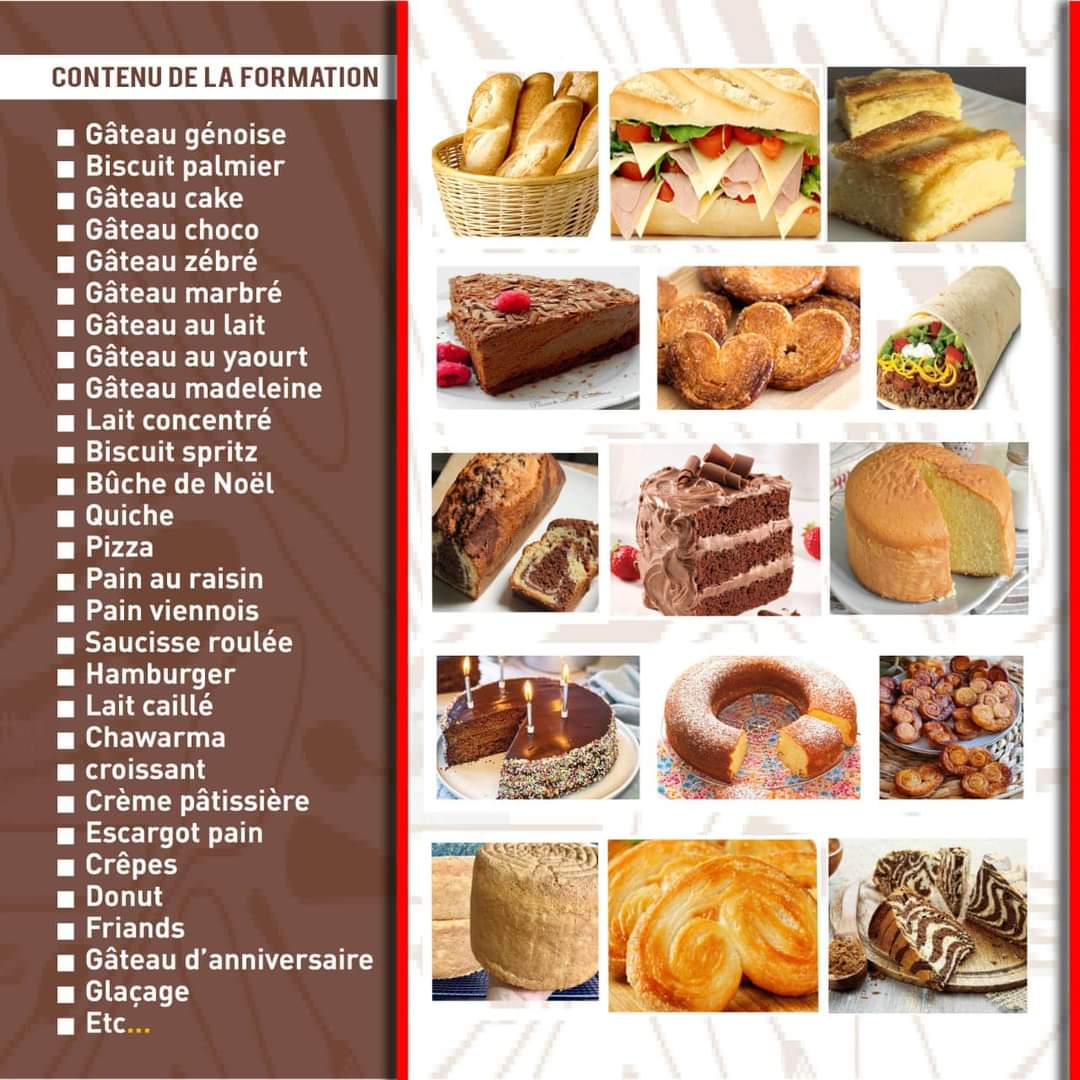 CONTENU DE LA FORMATION
Gâteau génoise
Biscuit palmier
Gâteau cake
Gâteau choco
Gâteau zébré
Gâteau marbré
Gâteau au lait
Gâteau au yaourt
Gâteau madeleine
Lait concentré
Biscuit spritz
Bûche de Noël
Quiche
Pizza
Pain au raisin
Pain viennois
Saucisse roulée
Hamburger
Lait caillé
Chawarma
croissant
Crème pâtissière
Escargot pain
Crêpes
Donut
Friands
Gâteau d’anniversaire
Glaçage
Etc...